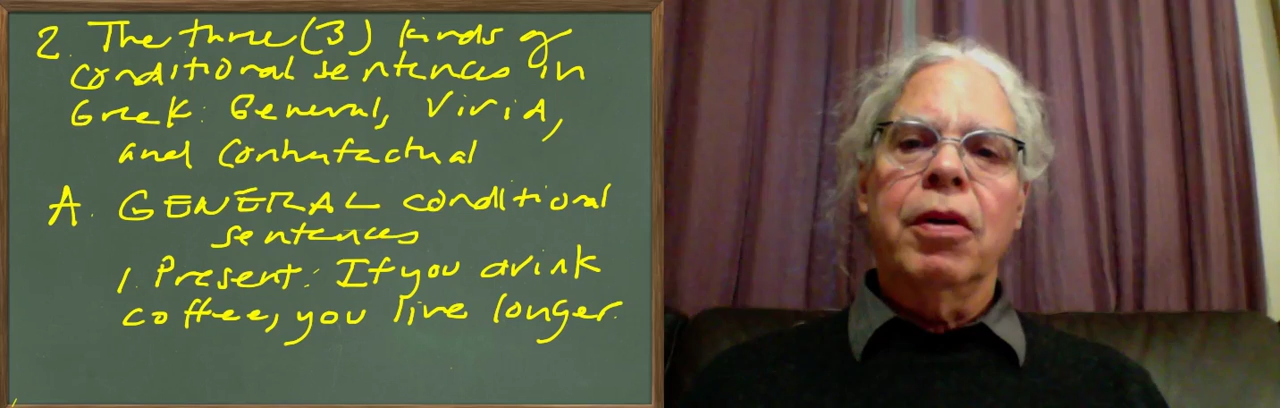 2. The three (3) kinds of
conditional sentences in
Greek: General, Vivid,
and Contrafactual
A. GENERAL conditional
sentences
1. Present: If you drink
coffee, you live longer.